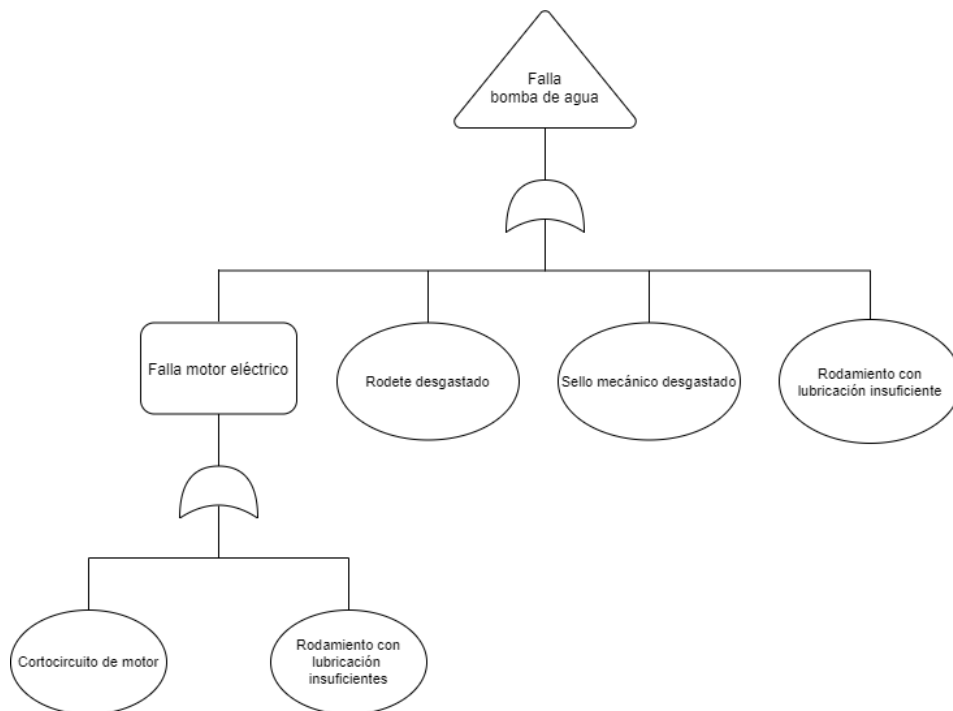 Falla
bomba de agua
Falla motor eléctrico
Rodete desgastado
Sello mecánico desgastado
Rodamiento con
lubricación insuficiente
Cortocircuito de motor
Rodamiento con
lubricación
insuficientes